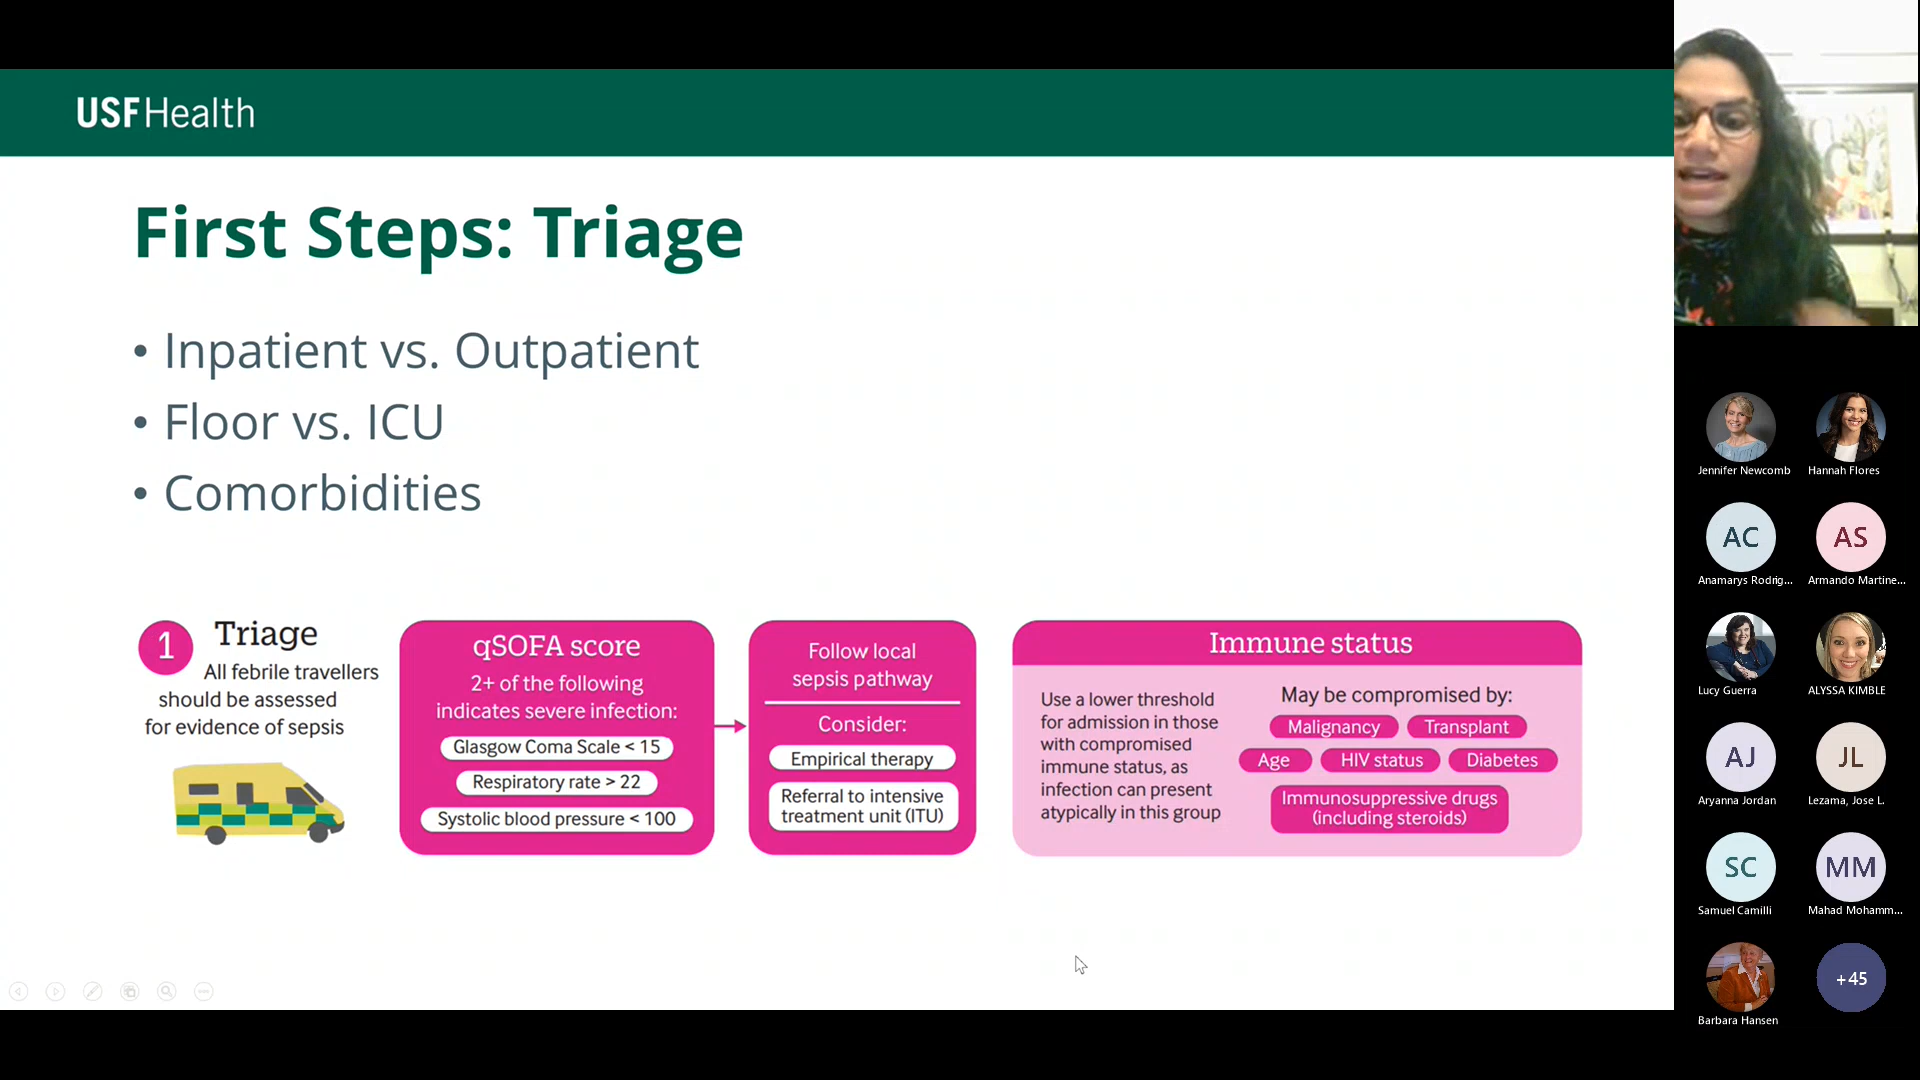 USFHealth
First Steps: Triage
• Inpatient vs. Outpatient
• Floor vs. ICU
• Comorbidities
1
Triage
All febrile travellers
should be assessed
for evidence of sepsis
qSOFA score
2+ of the following
indicates severe infection:
Glasgow Coma Scale < 15
Respiratory rate > 22
Systolic blood pressure < 100
Follow local
sepsis pathway
Consider:
Empirical therapy
Referral to intensive
treatment unit (ITU)
Immune status
Use a lower threshold
for admission in those
with compromised
immune status, as
infection can present
atypically in this group
May be compromised by:
Malignancy Transplant
Age HIV status Diabetes
Immunosuppressive drugs
(including steroids)
Jennifer Newcomb
Hannah Flores
AC
Anamarys Rodrig...
AS
Armando Martine...
Lucy Guerra
ALYSSA KIMBLE
AJ
Aryanna Jordan
JL
Lezama, Jose L.
SC
Samuel Camilli
MM
Mahad Mohamm...
Barbara Hansen
+45